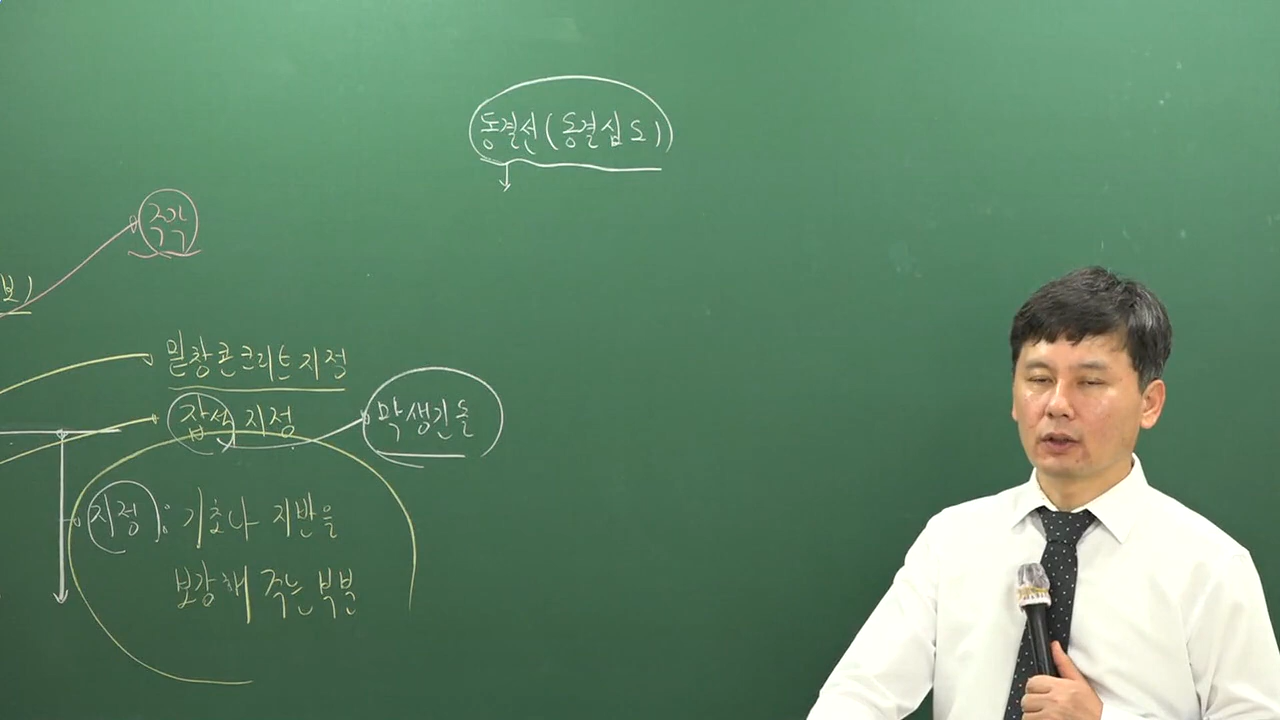 동결선(동결심도)
주각
보)
밑창콘크리트지정
잡석지정
막생긴돌
지정: 기초나 지반을
보강해 주는 부분